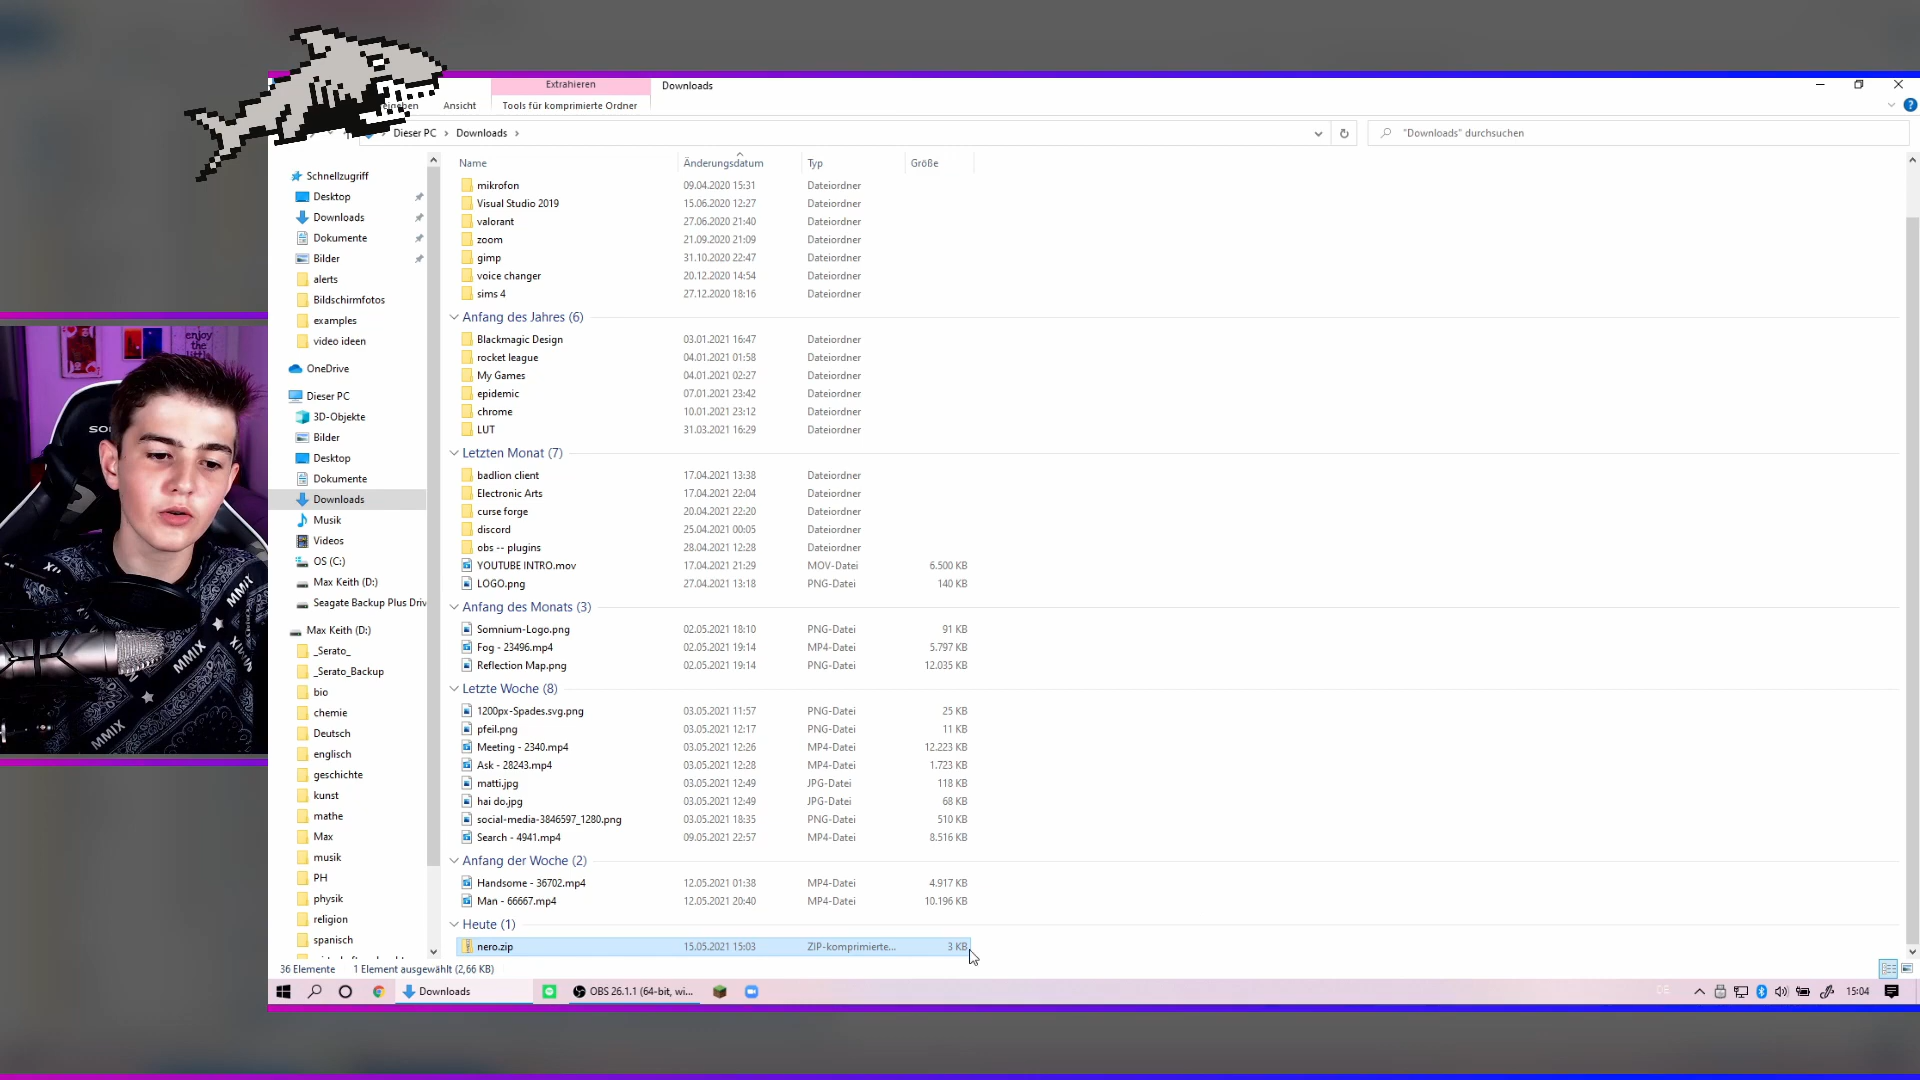 Extrahieren
Downloads
eigeben
Ansicht
Tools für komprimierte Ordner
Dieser PC > Downloads >
"Downloads" durchsuchen
Name Änderungsdatum Typ Größe
mikrofon 09.04.2020 15:31 Dateiordner
Visual Studio 2019 15.06.2020 12:27 Dateiordner
valorant 27.06.2020 21:40 Dateiordner
zoom 21.09.2020 21:09 Dateiordner
gimp 31.10.2020 22:47 Dateiordner
voice changer 20.12.2020 14:54 Dateiordner
sims 4 27.12.2020 18:16 Dateiordner
Anfang des Jahres (6)
Blackmagic Design 03.01.2021 16:47 Dateiordner
rocket league 04.01.2021 01:58 Dateiordner
My Games 04.01.2021 02:27 Dateiordner
epidemic 07.01.2021 23:42 Dateiordner
chrome 10.01.2021 23:12 Dateiordner
LUT 31.03.2021 16:29 Dateiordner
Letzten Monat (7)
badlion client 17.04.2021 13:38 Dateiordner
Electronic Arts 17.04.2021 22:04 Dateiordner
curse forge 20.04.2021 22:20 Dateiordner
discord 25.04.2021 00:05 Dateiordner
obs -- plugins 28.04.2021 12:28 Dateiordner
YOUTUBE INTRO.mov 17.04.2021 21:29 MOV-Datei 6.500 KB
LOGO.png 27.04.2021 13:18 PNG-Datei 140 KB
Anfang des Monats (3)
Somnium-Logo.png 02.05.2021 18:10 PNG-Datei 91 KB
Fog - 23496.mp4 02.05.2021 19:14 MP4-Datei 5.797 KB
Reflection Map.png 02.05.2021 19:14 PNG-Datei 12.035 KB
Letzte Woche (8)
1200px-Spades.svg.png 03.05.2021 11:57 PNG-Datei 25 KB
pfeil.png 03.05.2021 12:17 PNG-Datei 11 KB
Meeting - 2340.mp4 03.05.2021 12:26 MP4-Datei 12.223 KB
Ask - 28243.mp4 03.05.2021 12:28 MP4-Datei 1.723 KB
matti.jpg 03.05.2021 12:49 JPG-Datei 118 KB
hai do.jpg 03.05.2021 12:49 JPG-Datei 68 KB
social-media-3846597_1280.png 03.05.2021 18:35 PNG-Datei 510 KB
Search - 4941.mp4 09.05.2021 22:57 MP4-Datei 8.516 KB
Anfang der Woche (2)
Handsome - 36702.mp4 12.05.2021 01:38 MP4-Datei 4.917 KB
Man - 66667.mp4 12.05.2021 20:40 MP4-Datei 10.196 KB
Heute (1)
nero.zip 15.05.2021 15:03 ZIP-komprimierte... 3 KB
Schnellzugriff
Desktop
Downloads
Dokumente
Bilder
alerts
Bildschirmfotos
examples
video ideen
OneDrive
Dieser PC
3D-Objekte
Bilder
Desktop
Dokumente
Downloads
Musik
Videos
OS (C:)
Max Keith (D:)
Seagate Backup Plus Driv
Max Keith (D:)
_Serato_
_Serato_Backup
bio
chemie
Deutsch
englisch
geschichte
kunst
mathe
Max
musik
PH
physik
religion
spanisch
36 Elemente 1 Element ausgewählt (2,66 KB)
Downloads
OBS 26.1.1 (64-bit, wi...
15:04
enjoy
the
little
SO
MMIX
MMIX
MMIX